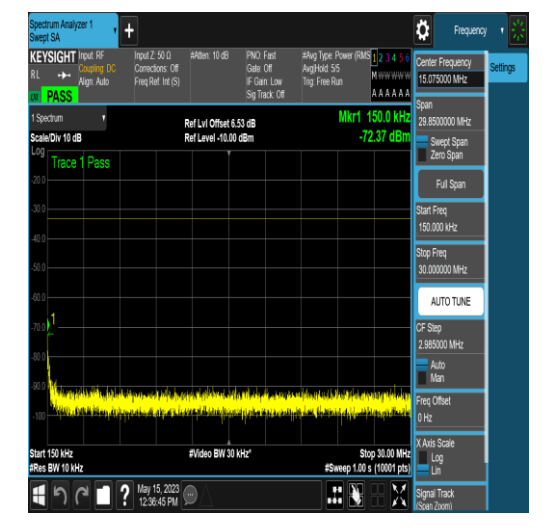 Spectrum Analyzer 1
Swept SA
+
Frequency
KEYSIGHT
RL
PASS
Input: RF
Coupling: DC
Align: Auto
Input Z: 50 Ω
Corrections: Off
Freq Ref: Int (S)
#Atten: 10 dB
PNO: Fast
Gate: Off
IF Gain: Low
Sig Track: Off
#Avg Type: Power (RMS
Avg|Hold: 5/5
Trig: Free Run
1 2 3 4 5 6
M W W W W W
A A A A A A
1 Spectrum
Scale/Div 10 dB
Ref Lvl Offset 6.53 dB
Ref Level -10.00 dBm
Mkr1 150.0 kHz
-72.37 dBm
Log
Trace 1 Pass
-20.0
-30.0
-40.0
-50.0
-60.0
-70.0
-80.0
-90.0
-100
1
Start 150 kHz
#Res BW 10 kHz
#Video BW 30 kHz*
Stop 30.00 MHz
#Sweep 1.00 s (10001 pts)
May 15, 2023
12:36:45 PM
?
Center Frequency
15.075000 MHz
Settings
Span
29.8500000 MHz
Swept Span
Zero Span
Full Span
Start Freq
150.000 kHz
Stop Freq
30.000000 MHz
AUTO TUNE
CF Step
2.985000 MHz
Auto
Man
Freq Offset
0 Hz
X Axis Scale
Log
Lin
Signal Track
(Span Zoom)